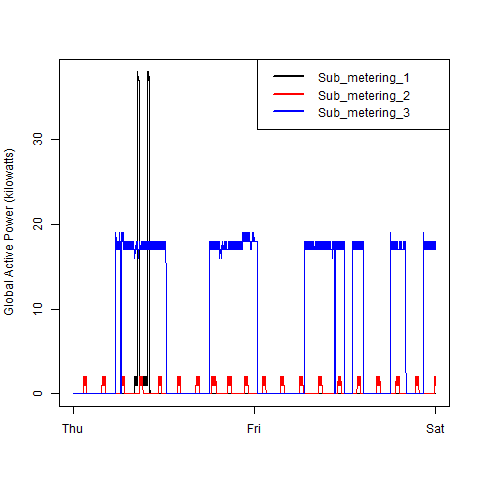 Sub_metering_1
Sub_metering_2
Sub_metering_3
Global Active Power (kilowatts)
30
20
10
0
Thu Fri Sat